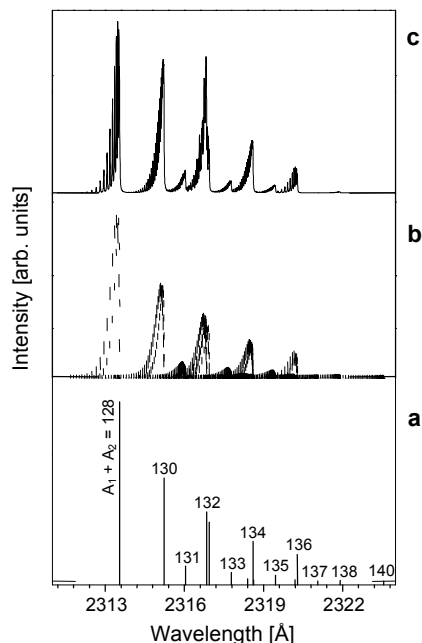 c
b
a
Intensity [arb. units]
A₁ + A₂ = 128
130
131
132
133
134
135
136
137
138
140
2313
2316
2319
2322
Wavelength [Å]